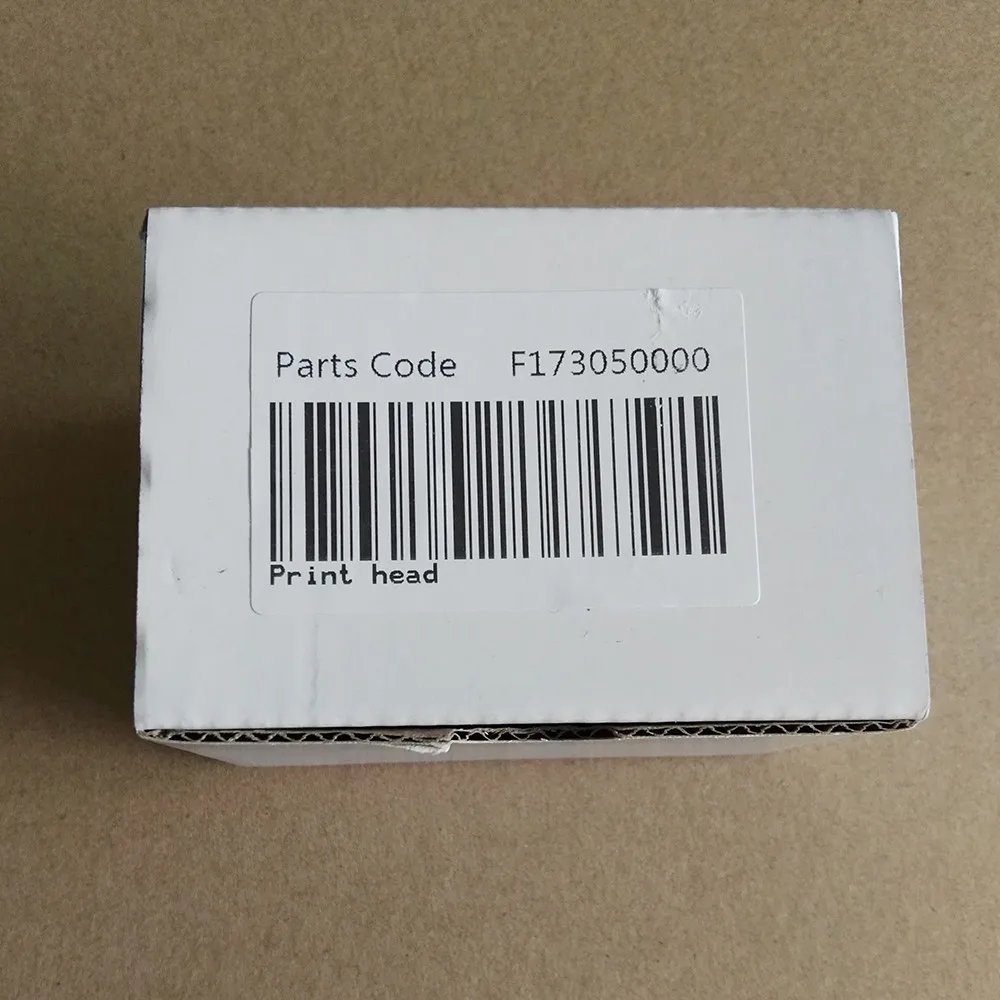 Parts Code F173050000
Print head